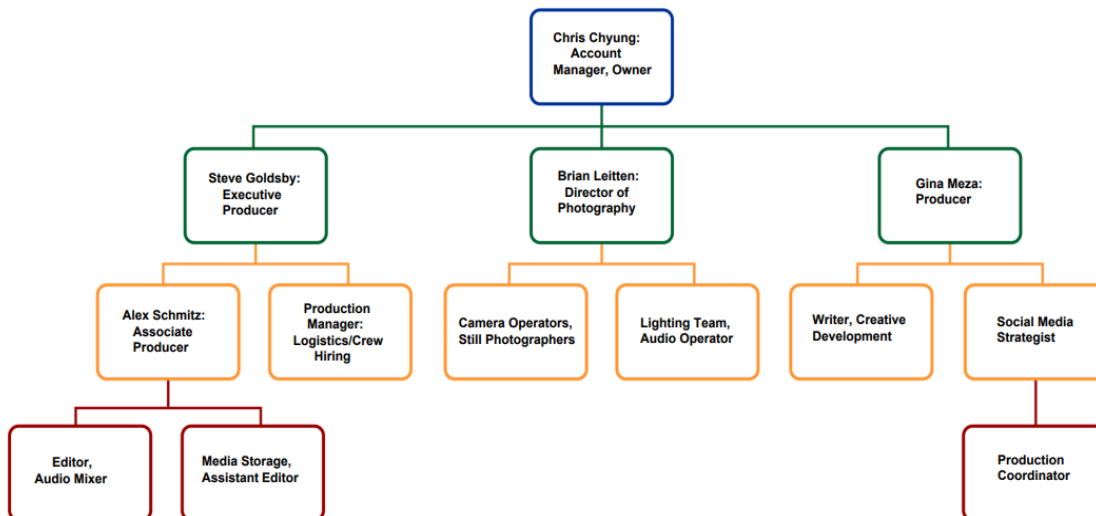 Chris Chyung:
Account
Manager, Owner
Steve Goldsby:
Executive
Producer
Brian Leitten:
Director of
Photography
Gina Meza:
Producer
Alex Schmitz:
Associate
Producer
Production
Manager:
Logistics/Crew
Hiring
Camera Operators,
Still Photographers
Lighting Team,
Audio Operator
Writer, Creative
Development
Social Media
Strategist
Editor,
Audio Mixer
Media Storage,
Assistant Editor
Production
Coordinator